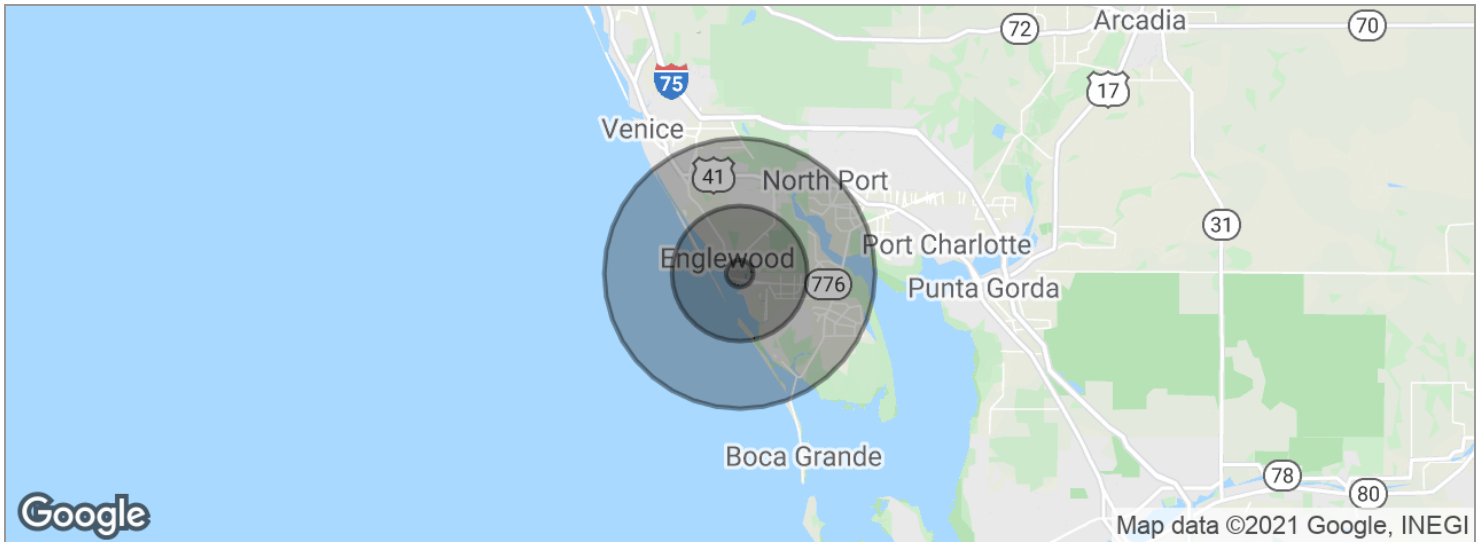 Arcadia
72
70
75
17
Venice
41
North Port
31
Port Charlotte
Englewood
776
Punta Gorda
Boca Grande
78
80
Google
Map data ©2021 Google, INEGI